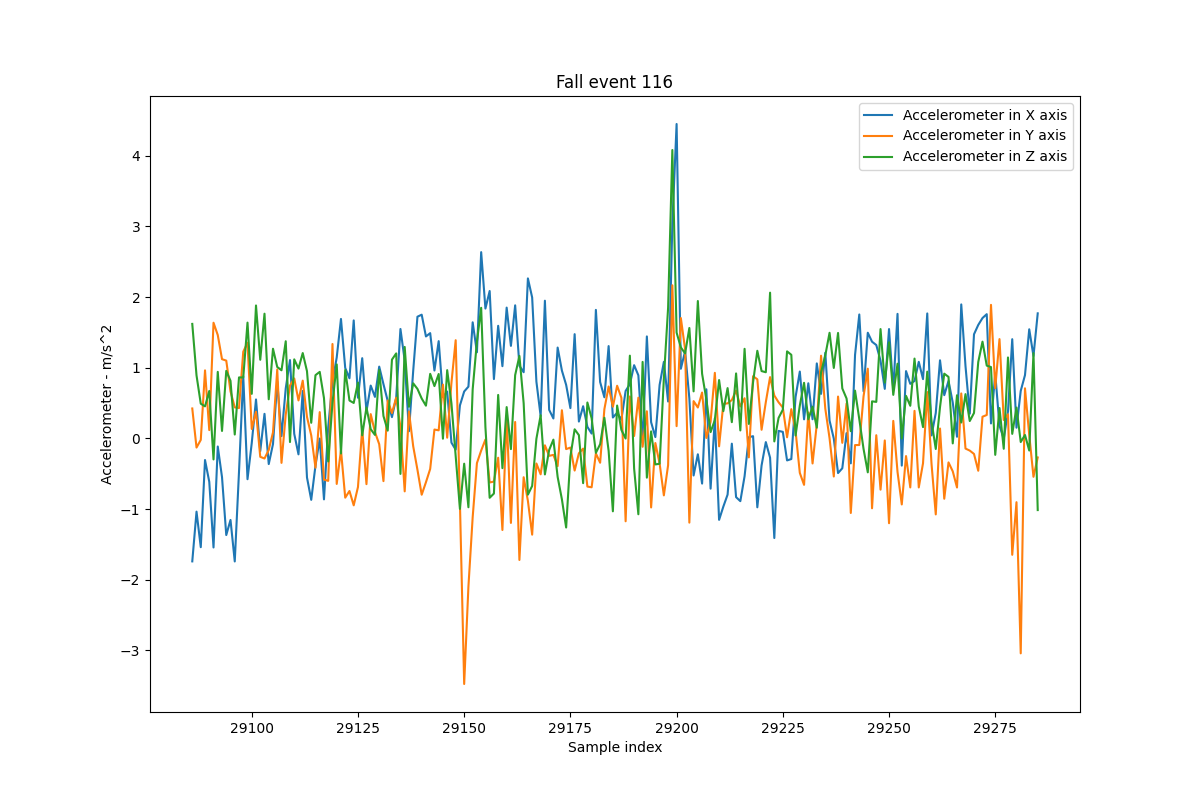 Fall event 116
Accelerometer in X axis
Accelerometer in Y axis
Accelerometer in Z axis
Accelerometer - m/s^2
4
3
2
1
0
−1
−2
−3
29100 29125 29150 29175 29200 29225 29250 29275
Sample index